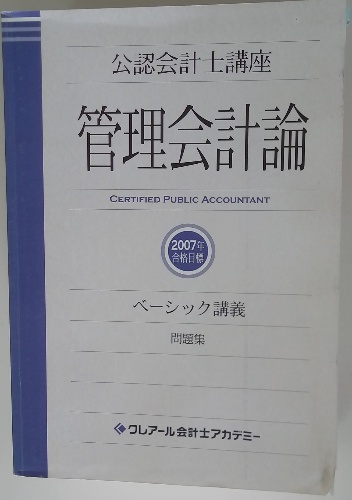 公認会計士講座
管理会計論
CERTIFIED PUBLIC ACCOUNTANT
2007年
合格目標
ベーシック講義
問題集
クレアール会計士アカデミー